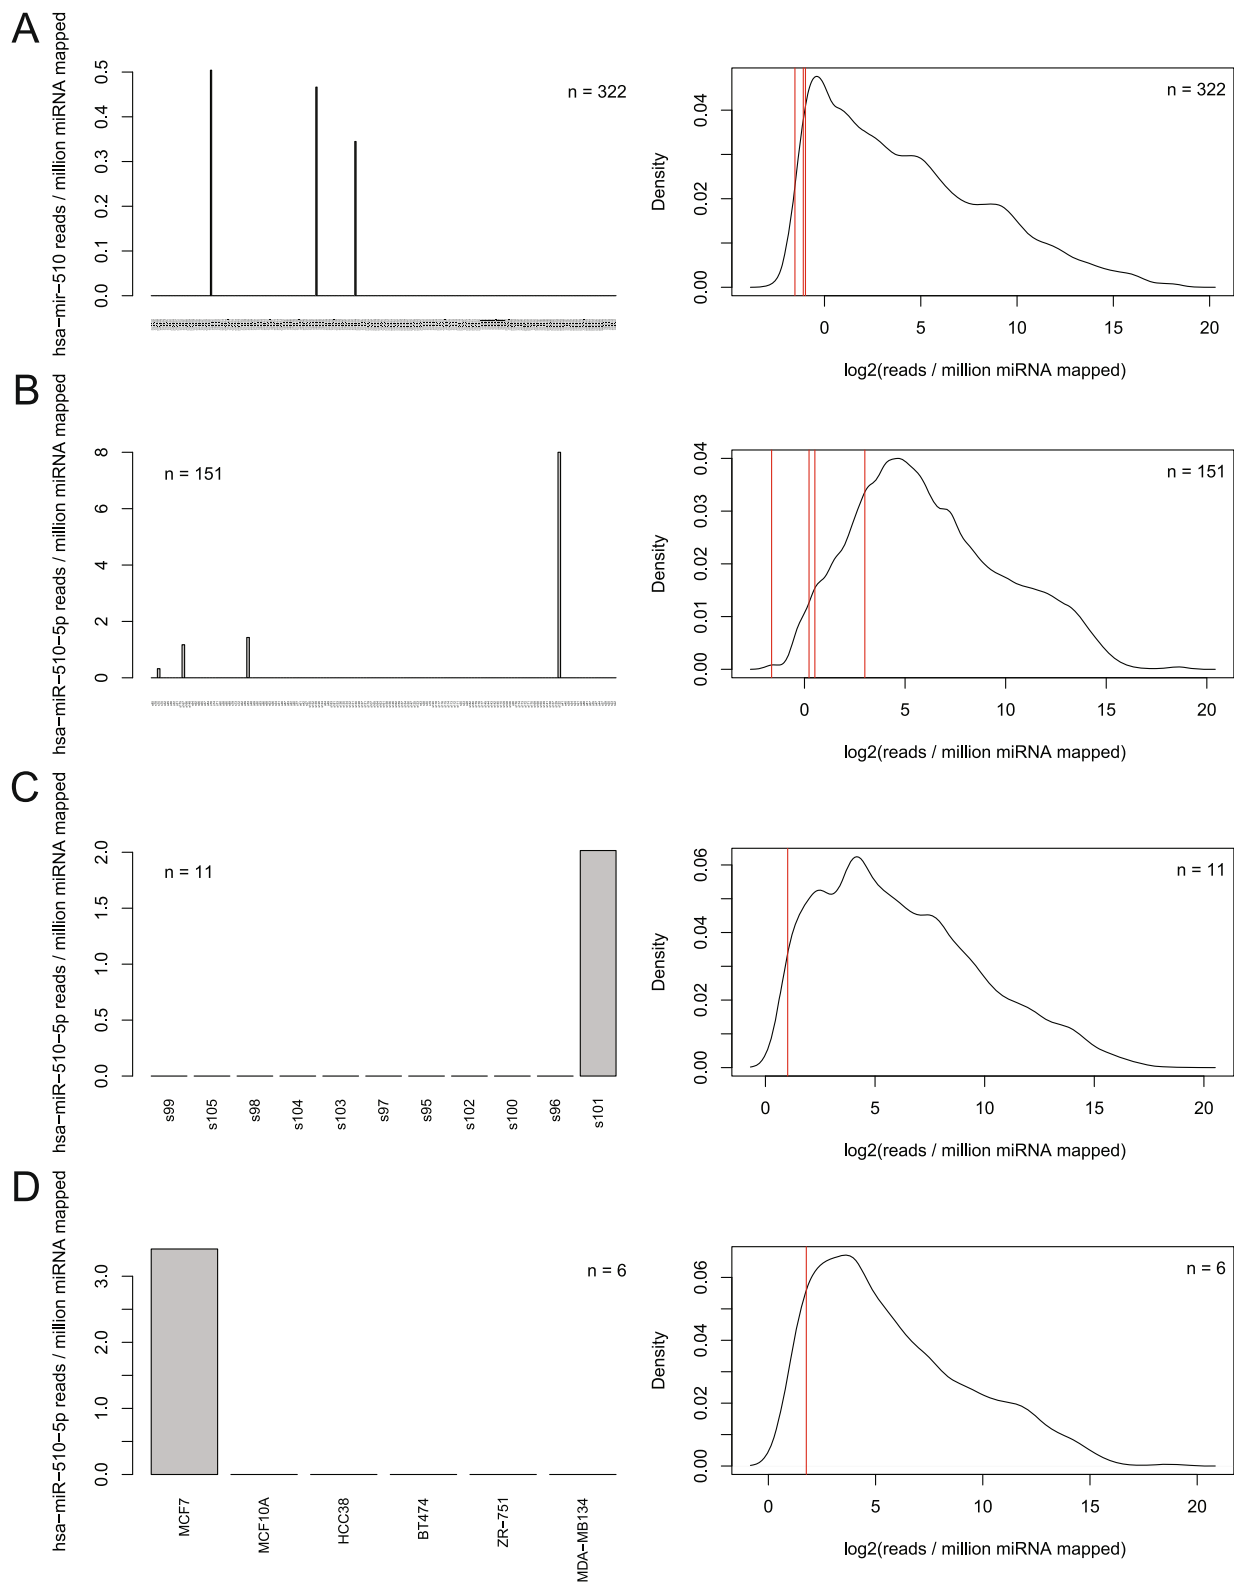 A
hsa−mir−510 reads / million miRNA mapped
0.5
0.4
0.3
0.2
0.1
0.0
n = 322
Density
0.04
0.02
0.00
n = 322
0 5 10 15 20
log2(reads / million miRNA mapped)
B
hsa−miR−510−5p reads / million miRNA mapped
8
6
4
2
0
n = 151
Density
0.04
0.03
0.02
0.01
0.00
n = 151
0 5 10 15 20
log2(reads / million miRNA mapped)
C
hsa−miR−510−5p reads / million miRNA mapped
2.0
1.5
1.0
0.5
0.0
n = 11
s99 s105 s98 s104 s103 s97 s95 s102 s100 s96 s101
Density
0.06
0.04
0.02
0.00
n = 11
0 5 10 15 20
log2(reads / million miRNA mapped)
D
hsa−miR−510−5p reads / million miRNA mapped
3.0
2.0
1.0
0.0
n = 6
MCF7 MCF10A HCC38 BT474 ZR−751 MDA−MB134
Density
0.06
0.04
0.02
0.00
n = 6
0 5 10 15 20
log2(reads / million miRNA mapped)